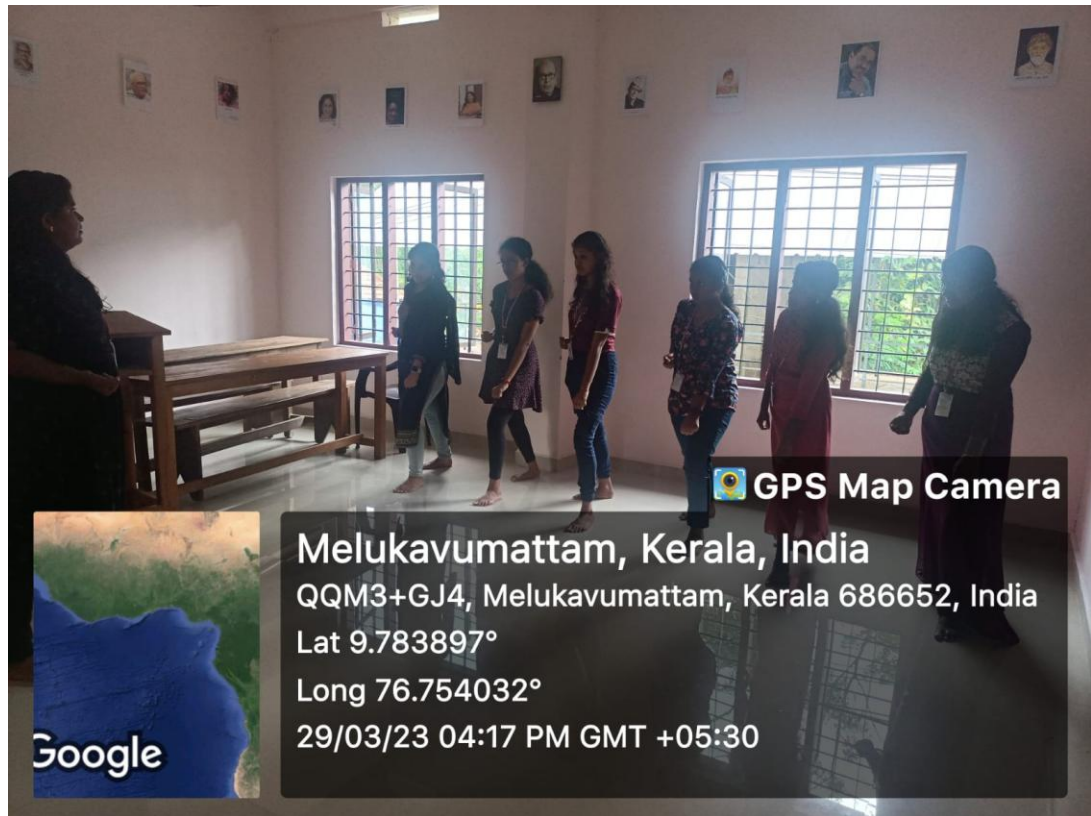 GPS Map Camera
Melukavumattam, Kerala, India
QQM3+GJ4, Melukavumattam, Kerala 686652, India
Lat 9.783897°
Long 76.754032°
29/03/23 04:17 PM GMT +05:30
Google